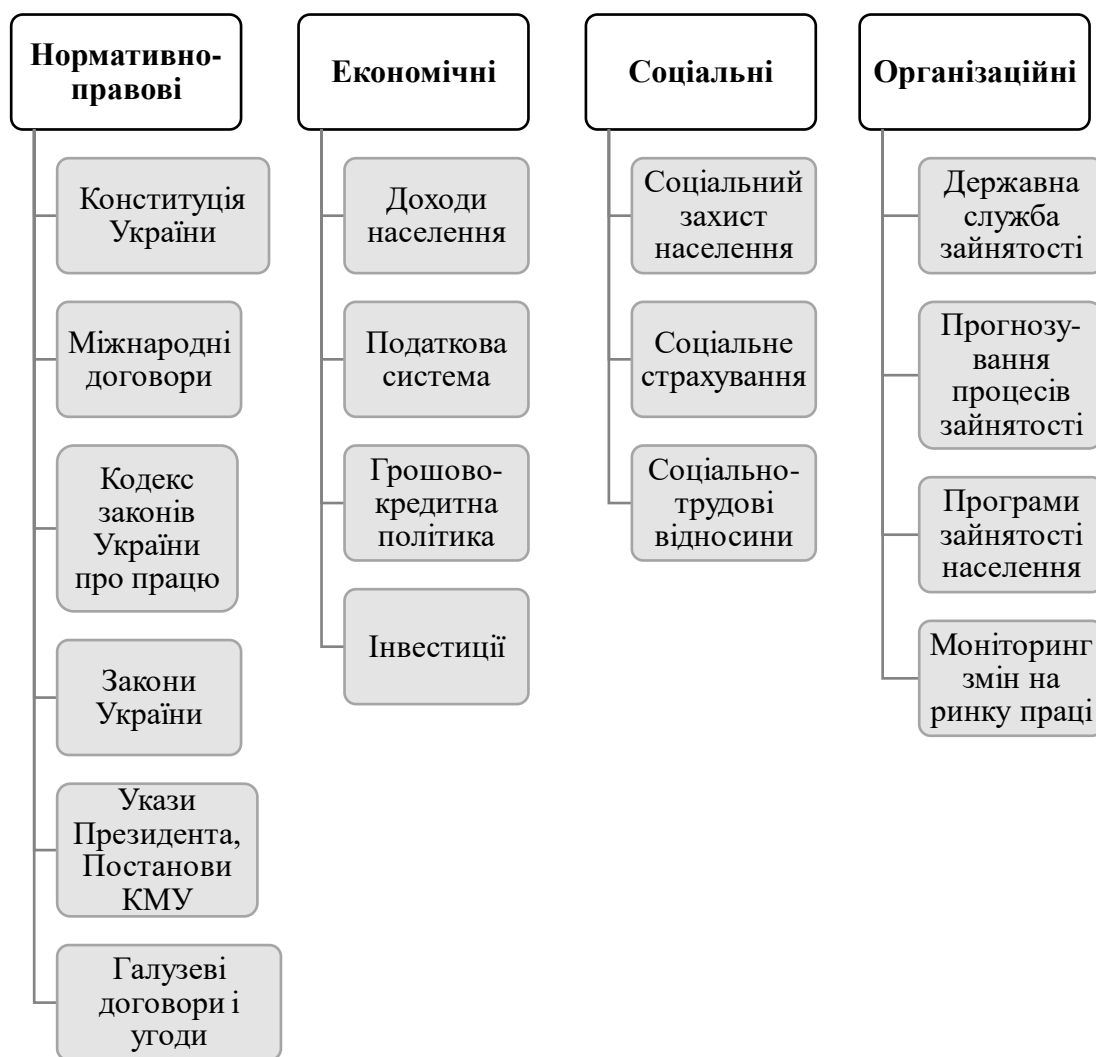 Нормативно-
правові
Конституція
України
Міжнародні
договори
Кодекс
законів
України
про працю
Закони
України
Укази
Президента,
Постанови
КМУ
Галузеві
договори і
угоди
Економічні
Доходи
населення
Податкова
система
Грошово-
кредитна
політика
Інвестиції
Соціальні
Соціальний
захист
населення
Соціальне
страхування
Соціально-
трудові
відносини
Організаційні
Державна
служба
зайнятості
Прогнозу-
вання
процесів
зайнятості
Програми
зайнятості
населення
Моніторинг
змін на
ринку праці